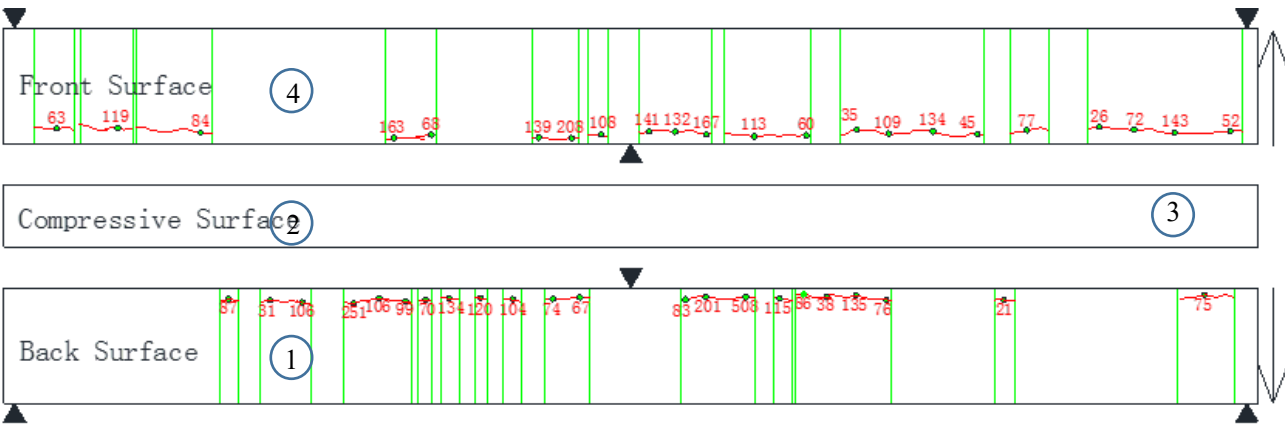 Front Surface
4
63 119 84 163 68 139 208 108 141 132 167 113 60 35 109 134 45 77 26 72 143 52
Compressive Surface
2
3
87 31 106 251 106 99 70 134 120 104 74 67 83 201 508 115 38 135 76 21 75
Back Surface
1